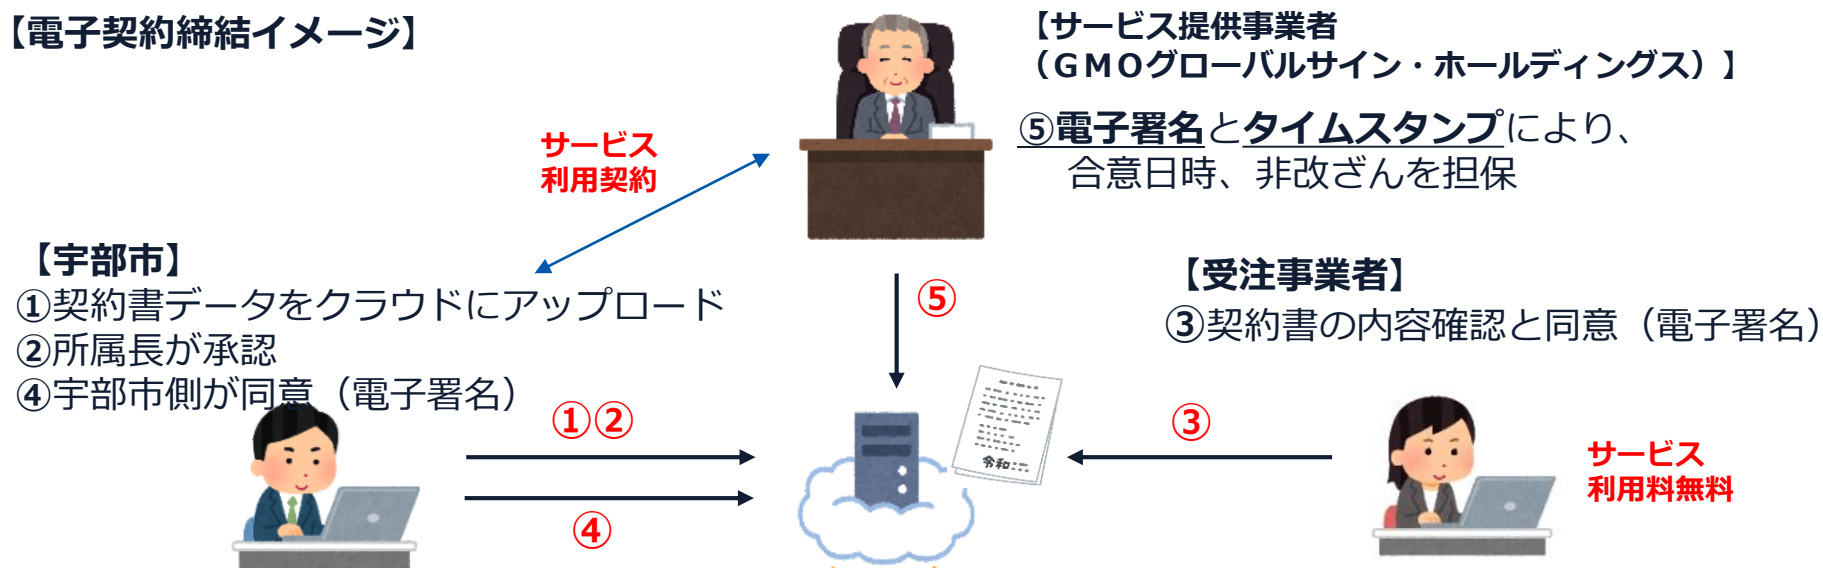 【電子契約締結イメージ】
【サービス提供事業者
（ＧＭＯグローバルサイン・ホールディングス）】
⑤電子署名とタイムスタンプにより、
合意日時、非改ざんを担保
サービス
利用契約
【宇部市】
①契約書データをクラウドにアップロード
②所属長が承認
④宇部市側が同意（電子署名）
⑤
【受注事業者】
③契約書の内容確認と同意（電子署名）
①②
④
令和
③
サービス
利用料無料